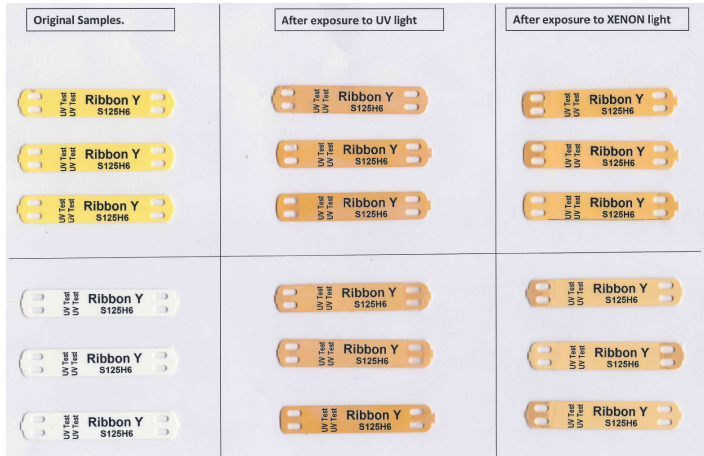 Original Samples.
After exposure to UV light
After exposure to XENON light
UV Test
UV Test
Ribbon Y
S125H6
UV Test
UV Test
Ribbon Y
S125H6
UV Test
UV Test
Ribbon Y
S125H6
UV Test
UV Test
Ribbon Y
S125H6
UV Test
UV Test
Ribbon Y
S125H6
UV Test
UV Test
Ribbon Y
S125H6
UV Test
UV Test
Ribbon Y
S125H6
UV Test
UV Test
Ribbon Y
S125H6
UV Test
UV Test
Ribbon Y
S125H6
UV Test
UV Test
Ribbon Y
S125H6
UV Test
UV Test
Ribbon Y
S125H6
UV Test
UV Test
Ribbon Y
S125H6
UV Test
UV Test
Ribbon Y
S125H6
UV Test
UV Test
Ribbon Y
S125H6
UV Test
UV Test
Ribbon Y
S125H6
UV Test
UV Test
Ribbon Y
S125H6
UV Test
UV Test
Ribbon Y
S125H6
UV Test
UV Test
Ribbon Y
S125H6